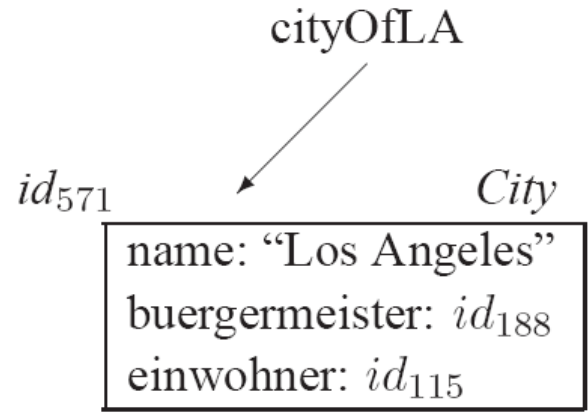 cityOfLA
id571 City
name: “Los Angeles”
buergermeister: id188
einwohner: id115